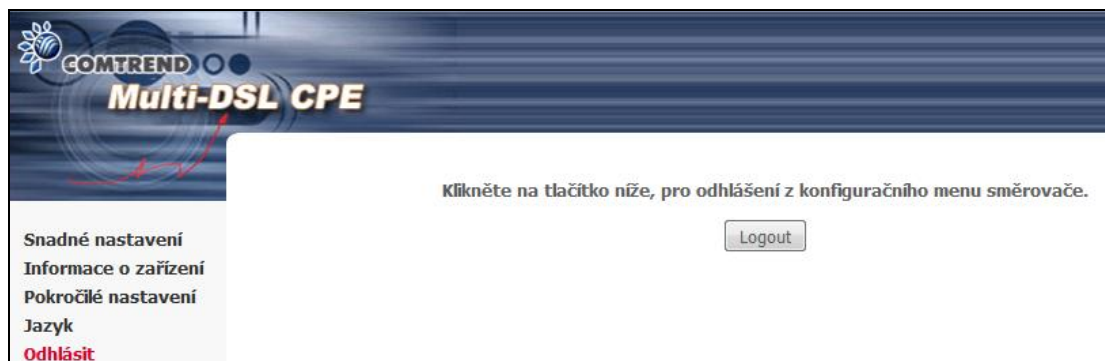 COMTREND
Multi-DSL CPE
Klikněte na tlačítko níže, pro odhlášení z konfiguračního menu směrovače.
Logout
Snadné nastavení
Informace o zařízení
Pokročilé nastavení
Jazyk
Odhlásit